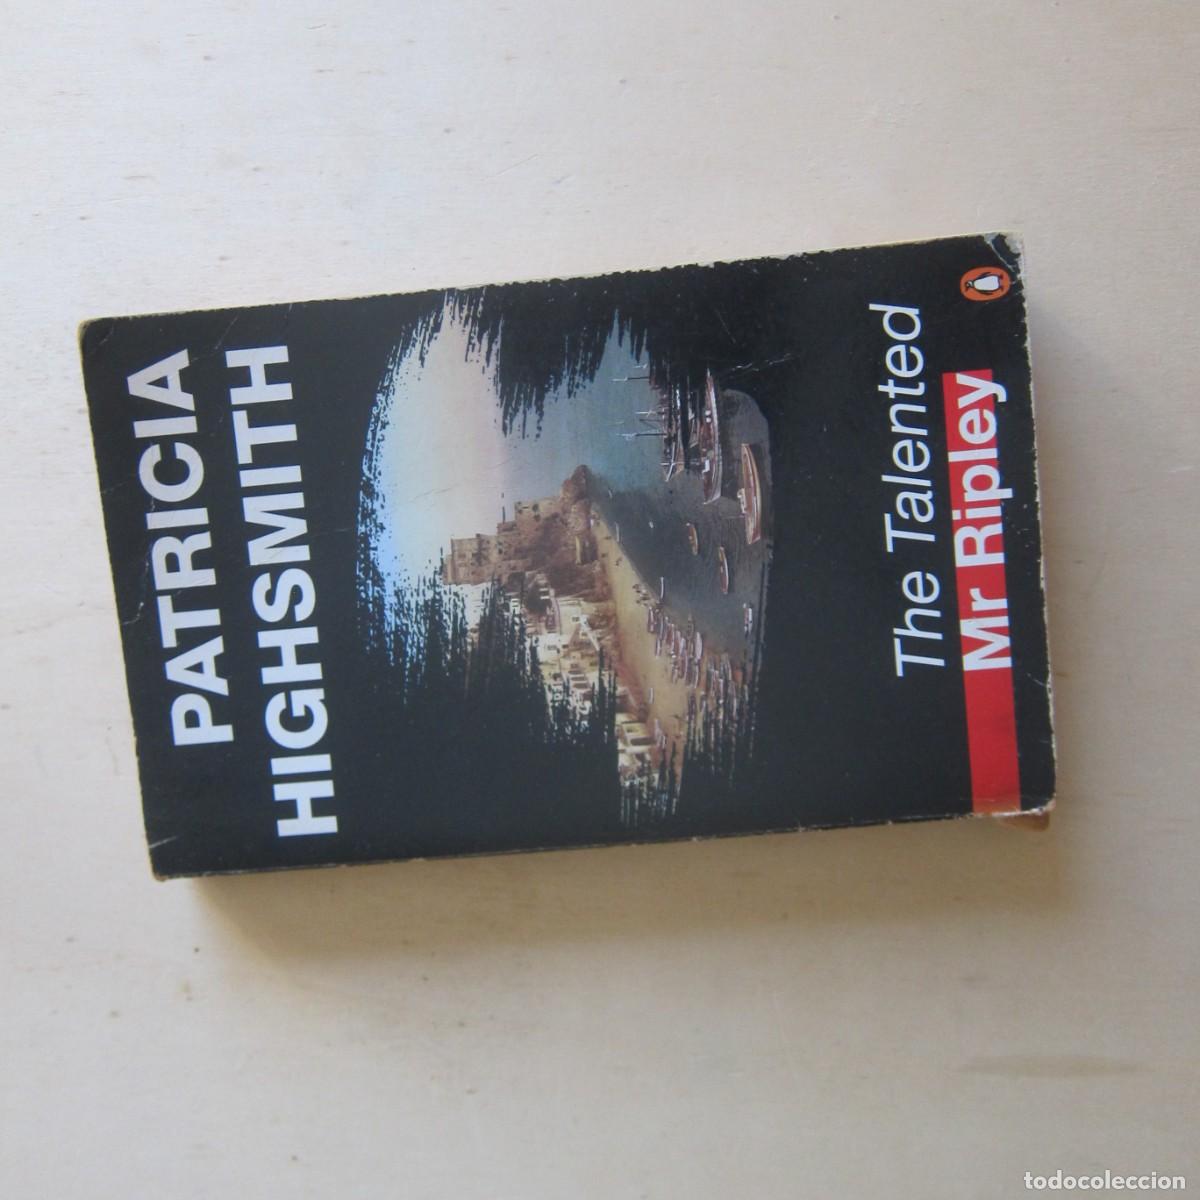 PATRICIA
HIGHSMITH
The Talented
Mr Ripley
todocoleccion